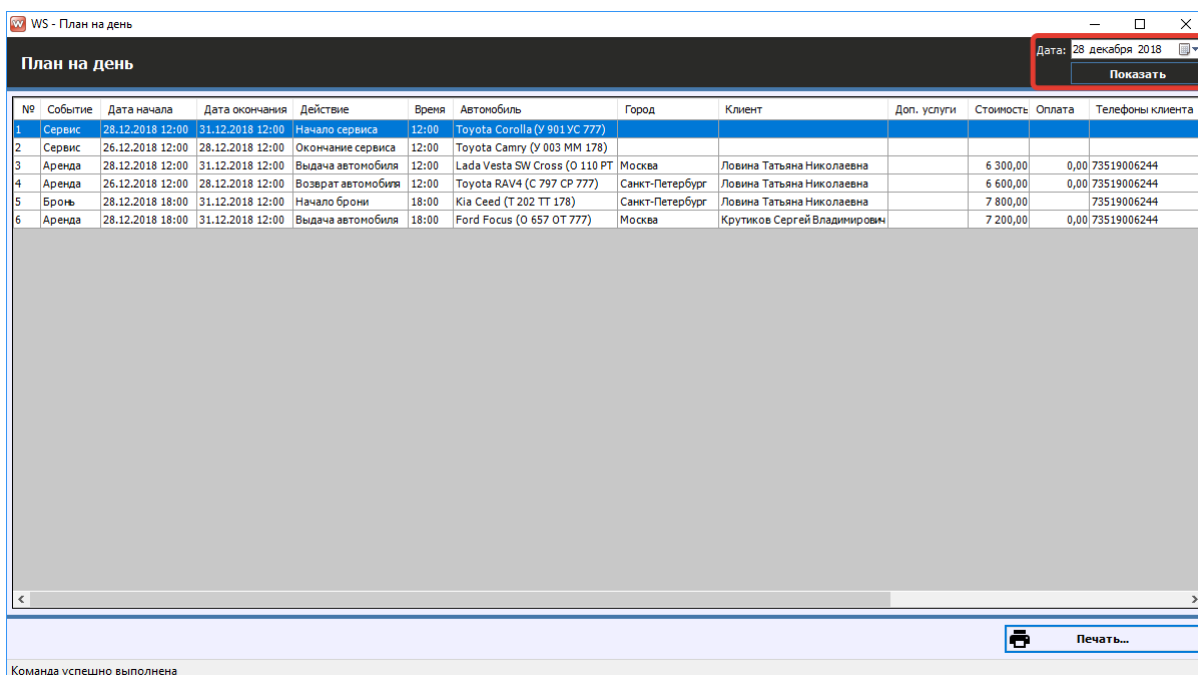 WS - План на день
План на день
Дата: 28 декабря 2018
Показать
№ Событие Дата начала Дата окончания Действие Время Автомобиль Город Клиент Доп. услуги Стоимость Оплата Телефоны клиента
1 Сервис 28.12.2018 12:00 31.12.2018 12:00 Начало сервиса 12:00 Toyota Corolla (У 901 УС 777)
2 Сервис 26.12.2018 12:00 28.12.2018 12:00 Окончание сервиса 12:00 Toyota Camry (У 003 ММ 178)
3 Аренда 28.12.2018 12:00 31.12.2018 12:00 Выдача автомобиля 12:00 Lada Vesta SW Cross (О 110 РТ Москва Ловина Татьяна Николаевна 6 300,00 0,00 73519006244
4 Аренда 26.12.2018 12:00 28.12.2018 12:00 Возврат автомобиля 12:00 Toyota RAV4 (С 797 СР 777) Санкт-Петербург Ловина Татьяна Николаевна 6 600,00 0,00 73519006244
5 Бронь 28.12.2018 18:00 31.12.2018 12:00 Начало брони 18:00 Kia Ceed (Т 202 ТТ 178) Санкт-Петербург Ловина Татьяна Николаевна 7 800,00 73519006244
6 Аренда 28.12.2018 18:00 31.12.2018 12:00 Выдача автомобиля 18:00 Ford Focus (О 657 ОТ 777) Москва Крутиков Сергей Владимирович 7 200,00 0,00 73519006244
Печать...
Команда успешно выполнена